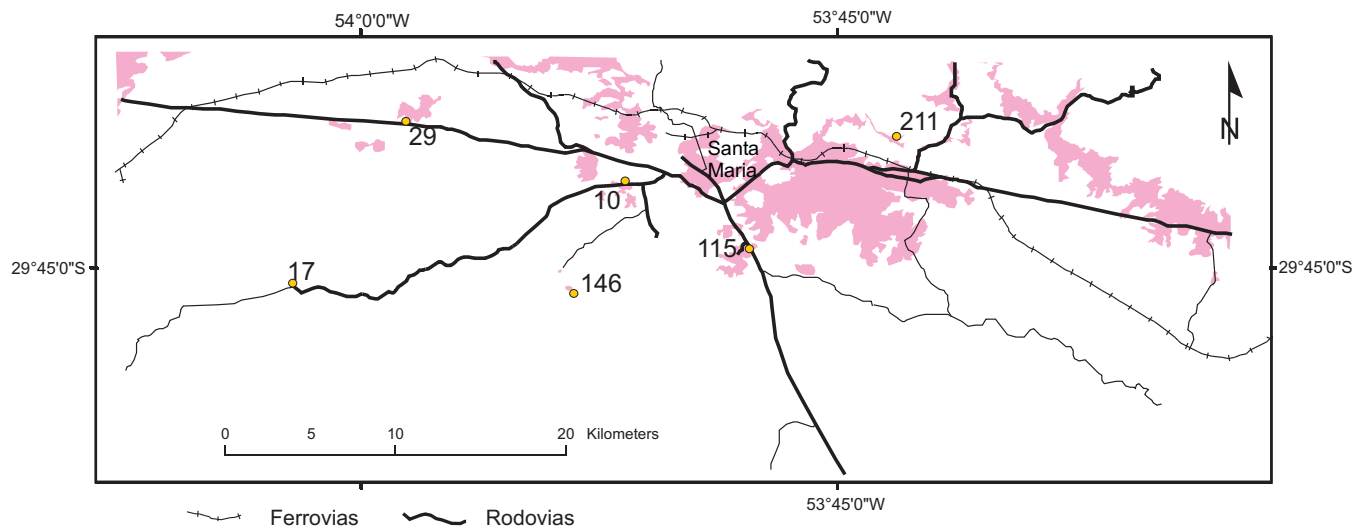 54°0'0"W 53°45'0"W
N
211
29
Santa
Maria
10
115
29°45'0"S 29°45'0"S
17
146
0 5 10 20 Kilometers
53°45'0"W
Ferrovias Rodovias